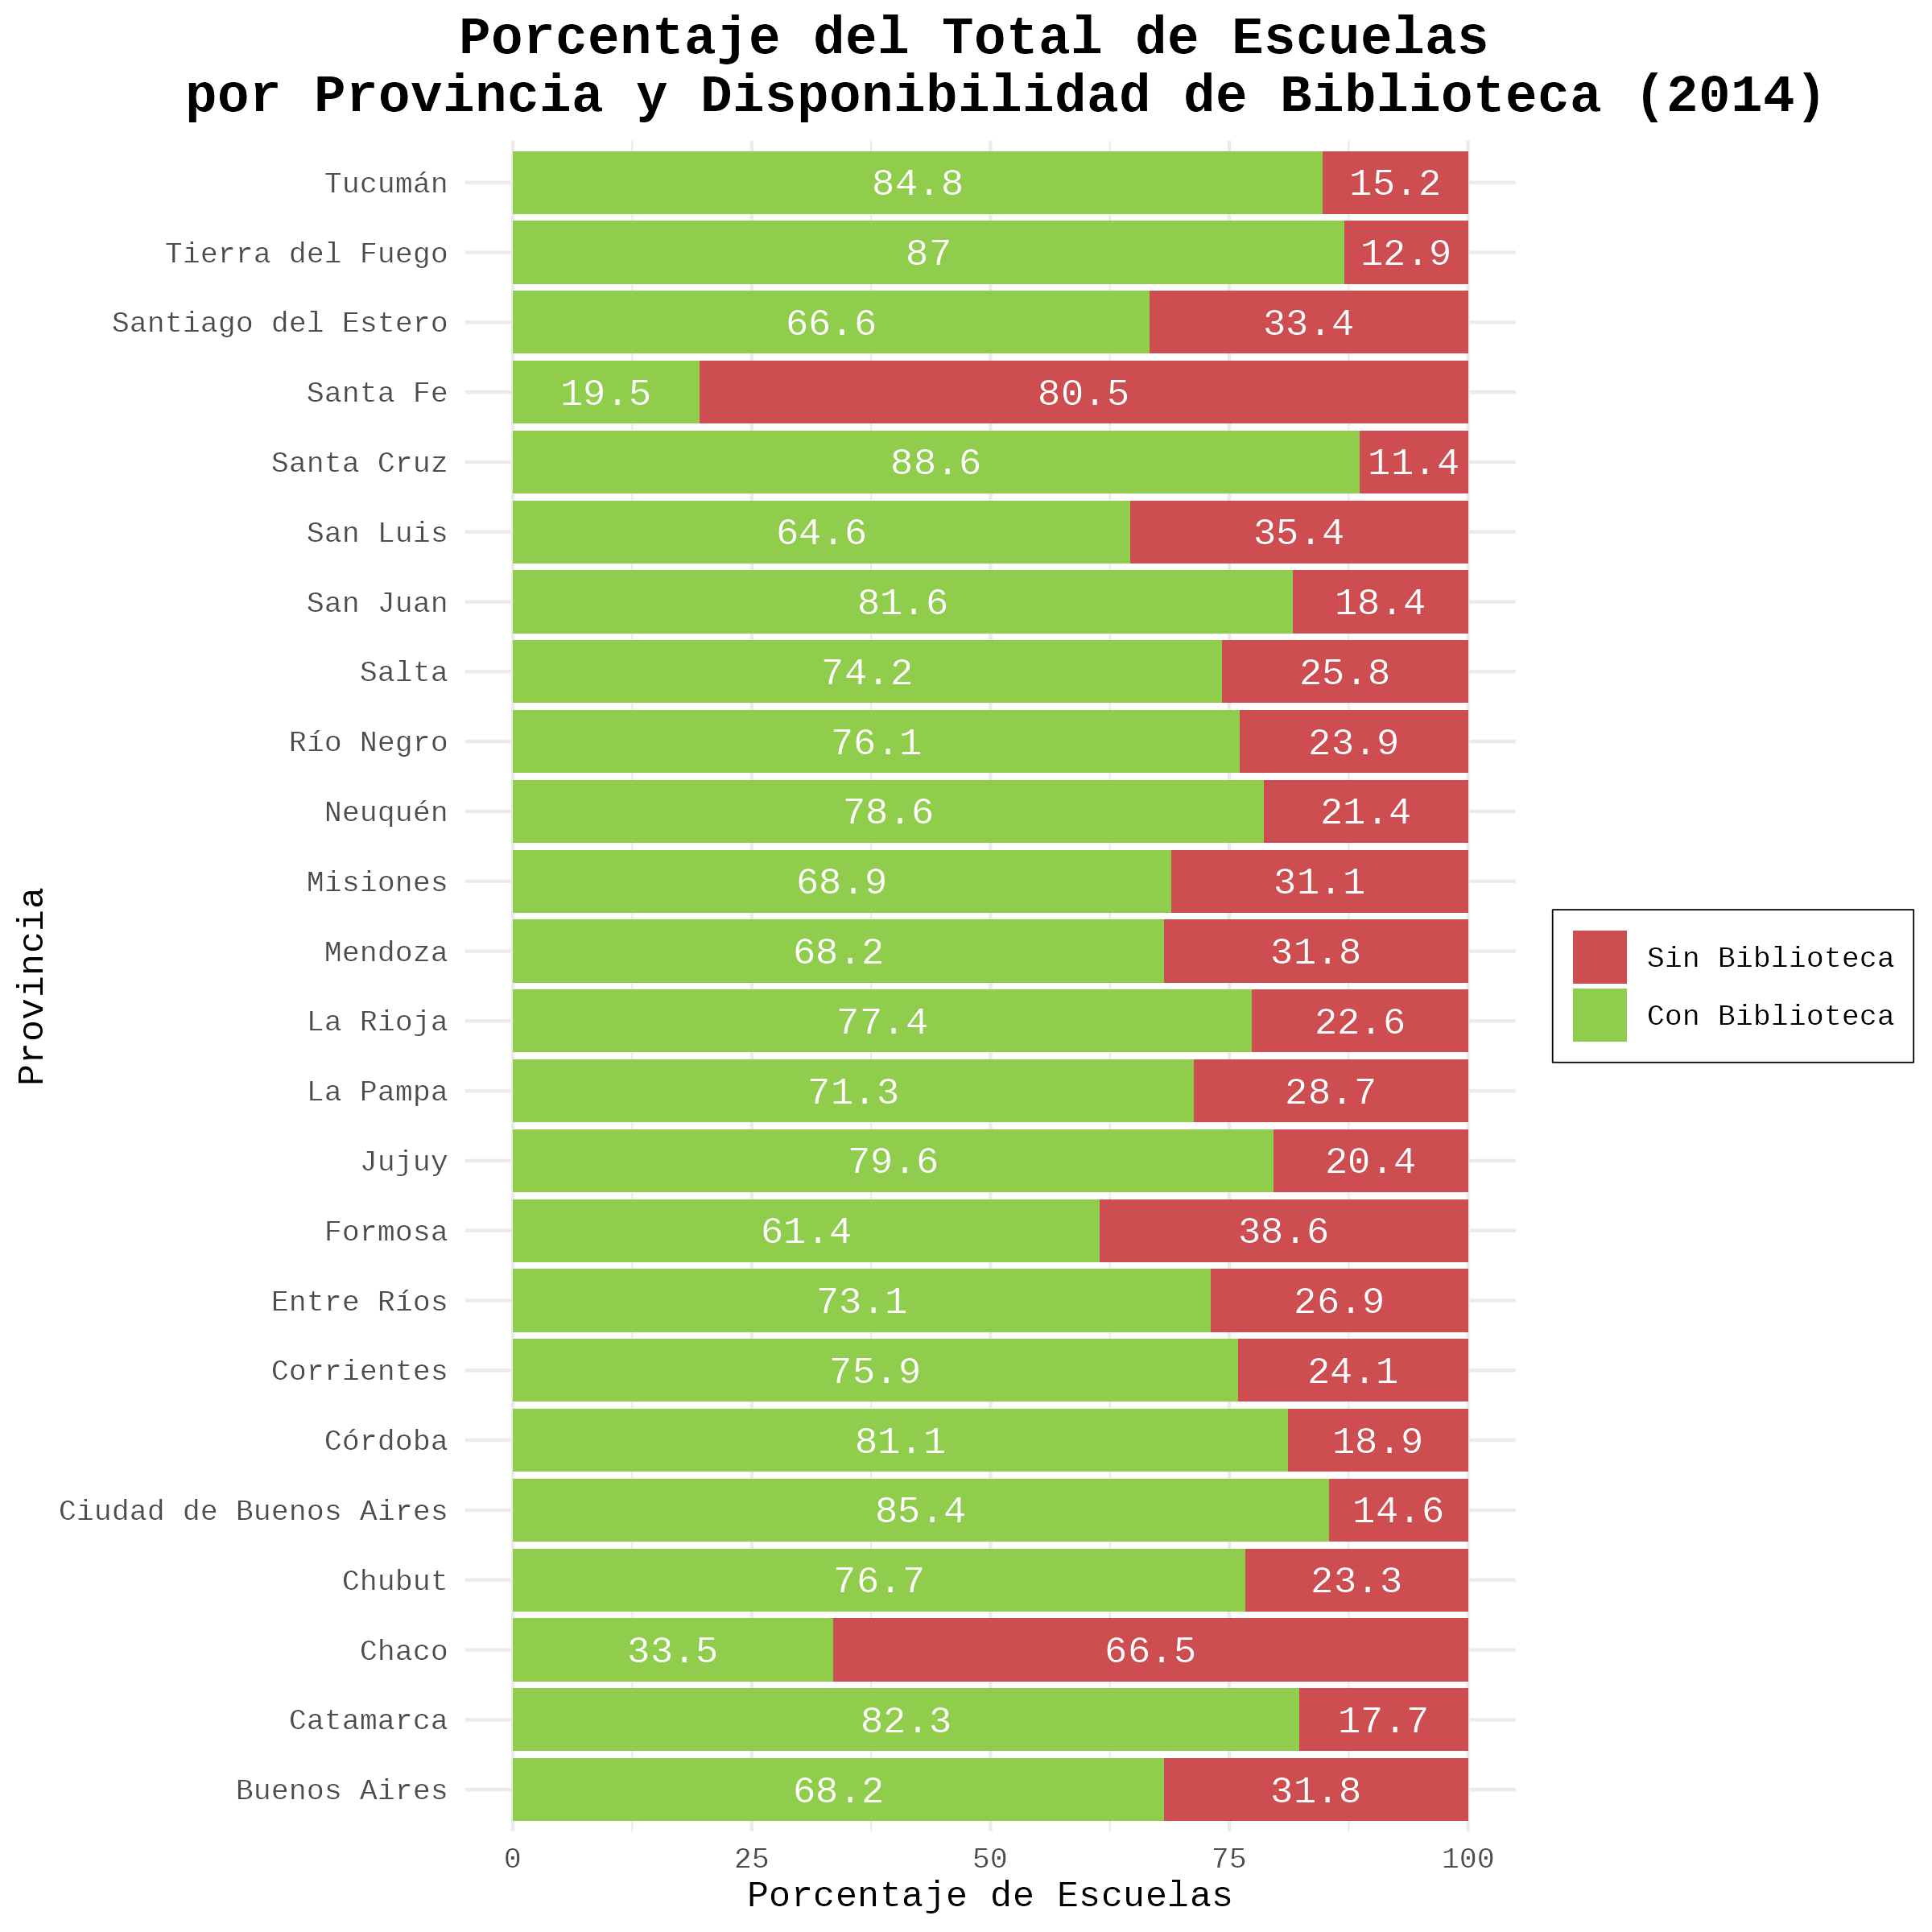 Porcentaje del Total de Escuelas
por Provincia y Disponibilidad de Biblioteca (2014)
Provincia
Tucumán 84.8 15.2
Tierra del Fuego 87 12.9
Santiago del Estero 66.6 33.4
Santa Fe 19.5 80.5
Santa Cruz 88.6 11.4
San Luis 64.6 35.4
San Juan 81.6 18.4
Salta 74.2 25.8
Río Negro 76.1 23.9
Neuquén 78.6 21.4
Misiones 68.9 31.1
Mendoza 68.2 31.8
La Rioja 77.4 22.6
La Pampa 71.3 28.7
Jujuy 79.6 20.4
Formosa 61.4 38.6
Entre Ríos 73.1 26.9
Corrientes 75.9 24.1
Córdoba 81.1 18.9
Ciudad de Buenos Aires 85.4 14.6
Chubut 76.7 23.3
Chaco 33.5 66.5
Catamarca 82.3 17.7
Buenos Aires 68.2 31.8
0 25 50 75 100
Porcentaje de Escuelas
Sin Biblioteca
Con Biblioteca